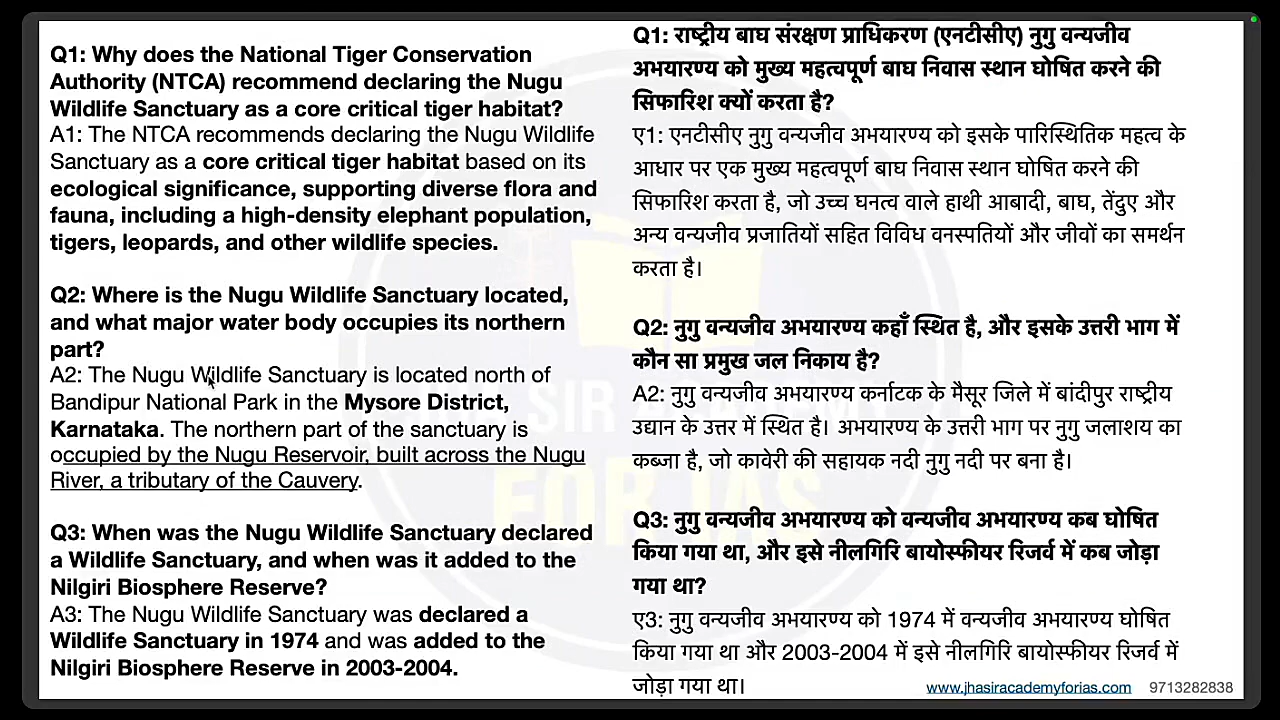 Q1: Why does the National Tiger Conservation
Authority (NTCA) recommend declaring the Nugu
Wildlife Sanctuary as a core critical tiger habitat?
A1: The NTCA recommends declaring the Nugu Wildlife
Sanctuary as a core critical tiger habitat based on its
ecological significance, supporting diverse flora and
fauna, including a high-density elephant population,
tigers, leopards, and other wildlife species.
Q2: Where is the Nugu Wildlife Sanctuary located,
and what major water body occupies its northern
part?
A2: The Nugu Wildlife Sanctuary is located north of
Bandipur National Park in the Mysore District,
Karnataka. The northern part of the sanctuary is
occupied by the Nugu Reservoir, built across the Nugu
River, a tributary of the Cauvery.
Q3: When was the Nugu Wildlife Sanctuary declared
a Wildlife Sanctuary, and when was it added to the
Nilgiri Biosphere Reserve?
A3: The Nugu Wildlife Sanctuary was declared a
Wildlife Sanctuary in 1974 and was added to the
Nilgiri Biosphere Reserve in 2003-2004.
Q1: राष्ट्रीय बाघ संरक्षण प्राधिकरण (एनटीसीए) नुगु वन्यजीव
अभयारण्य को मुख्य महत्वपूर्ण बाघ निवास स्थान घोषित करने की
सिफारिश क्यों करता है?
ए1: एनटीसीए नुगु वन्यजीव अभयारण्य को इसके पारिस्थितिक महत्व के
आधार पर एक मुख्य महत्वपूर्ण बाघ निवास स्थान घोषित करने की
सिफारिश करता है, जो उच्च घनत्व वाले हाथी आबादी, बाघ, तेंदुए और
अन्य वन्यजीव प्रजातियों सहित विविध वनस्पतियों और जीवों का समर्थन
करता है।
Q2: नुगु वन्यजीव अभयारण्य कहाँ स्थित है, और इसके उत्तरी भाग में
कौन सा प्रमुख जल निकाय है?
A2: नुगु वन्यजीव अभयारण्य कर्नाटक के मैसूर जिले में बांदीपुर राष्ट्रीय
उद्यान के उत्तर में स्थित है। अभयारण्य के उत्तरी भाग पर नुगु जलाशय का
कब्जा है, जो कावेरी की सहायक नदी नुगु नदी पर बना है।
Q3: नुगु वन्यजीव अभयारण्य को वन्यजीव अभयारण्य कब घोषित
किया गया था, और इसे नीलगिरि बायोस्फीयर रिजर्व में कब जोड़ा
गया था?
ए3: नुगु वन्यजीव अभयारण्य को 1974 में वन्यजीव अभयारण्य घोषित
किया गया था और 2003-2004 में इसे नीलगिरि बायोस्फीयर रिजर्व में
जोड़ा गया था।
www.jhasiracademyforias.com 9713282838